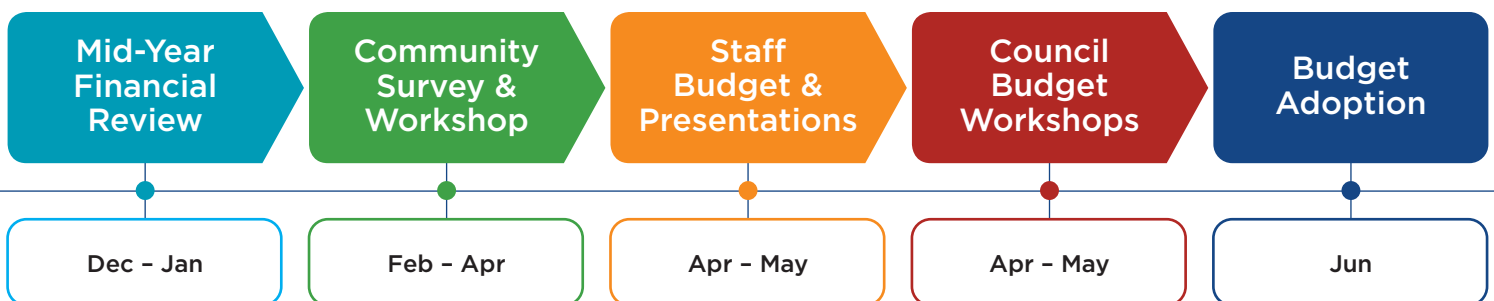 Mid-Year
Financial
Review
Community
Survey &
Workshop
Staff
Budget &
Presentations
Council
Budget
Workshops
Budget
Adoption
Dec – Jan
Feb – Apr
Apr – May
Apr – May
Jun